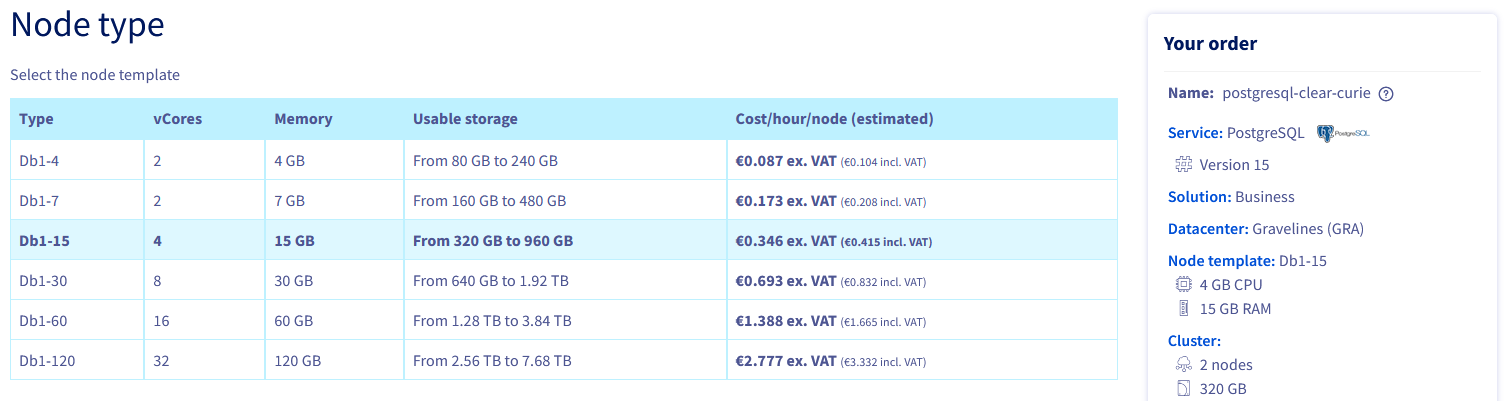 Node type
Select the node template
Type vCores Memory Usable storage Cost/hour/node (estimated)
Db1-4 2 4 GB From 80 GB to 240 GB €0.087 ex. VAT (€0.104 incl. VAT)
Db1-7 2 7 GB From 160 GB to 480 GB €0.173 ex. VAT (€0.208 incl. VAT)
Db1-15 4 15 GB From 320 GB to 960 GB €0.346 ex. VAT (€0.415 incl. VAT)
Db1-30 8 30 GB From 640 GB to 1.92 TB €0.693 ex. VAT (€0.832 incl. VAT)
Db1-60 16 60 GB From 1.28 TB to 3.84 TB €1.388 ex. VAT (€1.665 incl. VAT)
Db1-120 32 120 GB From 2.56 TB to 7.68 TB €2.777 ex. VAT (€3.332 incl. VAT)
Your order
Name: postgresql-clear-curie ?
Service: PostgreSQL PostgreSQL
Version 15
Solution: Business
Datacenter: Gravelines (GRA)
Node template: Db1-15
4 GB CPU
15 GB RAM
Cluster:
2 nodes
320 GB